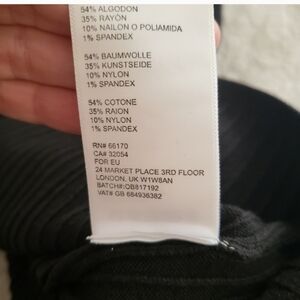 54% ALGODON
35% RAYÓN
10% NAILON O POLIAMIDA
1% SPANDEX
54% BAUMWOLLE
35% KUNSTSEIDE
10% NYLON
1% SPANDEX
54% COTONE
35% RAION
10% NYLON
1% SPANDEX
RN# 66170
CA# 32054
FOR EU
24 MARKET PLACE 3RD FLOOR
LONDON, UK W1W8AN
BATCH#:OB817192
VAT# GB 684936382